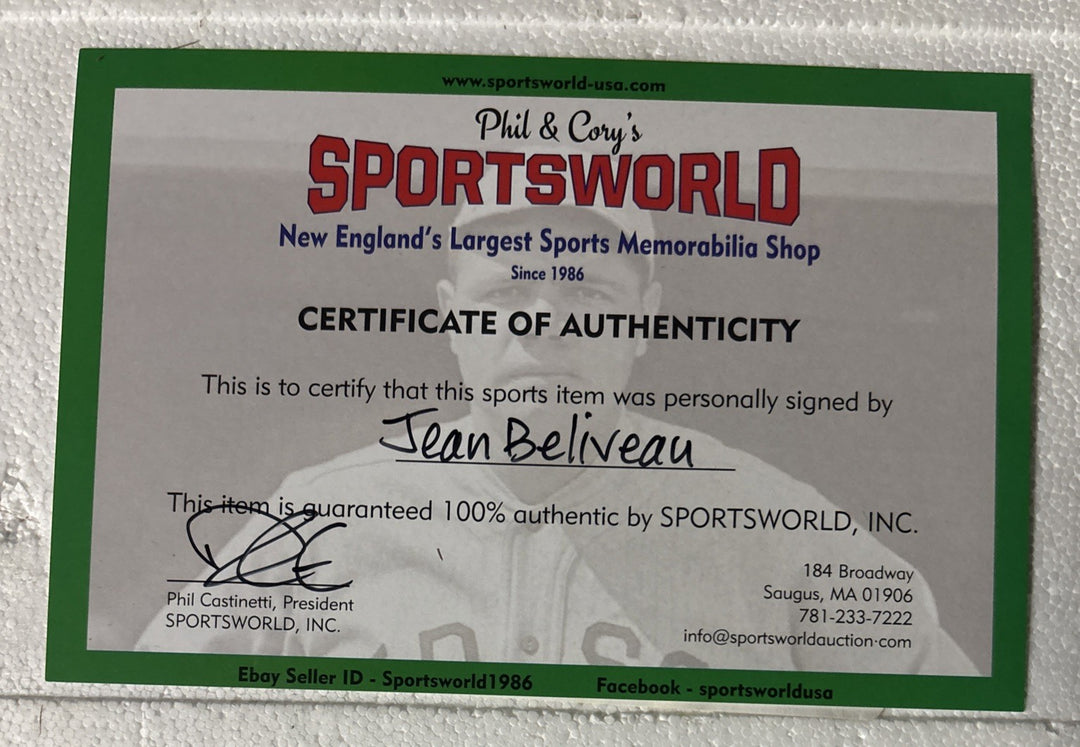 www.sportsworld-usa.com
Phil & Cory's
SPORTSWORLD
New England's Largest Sports Memorabilia Shop
Since 1986
CERTIFICATE OF AUTHENTICITY
This is to certify that this sports item was personally signed by
Jean Beliveau
This item is guaranteed 100% authentic by SPORTSWORLD, INC.
Phil Castinetti, President
SPORTSWORLD, INC.
184 Broadway
Saugus, MA 01906
781-233-7222
info@sportsworldauction.com
Ebay Seller ID - Sportsworld1986
Facebook - sportsworldusa